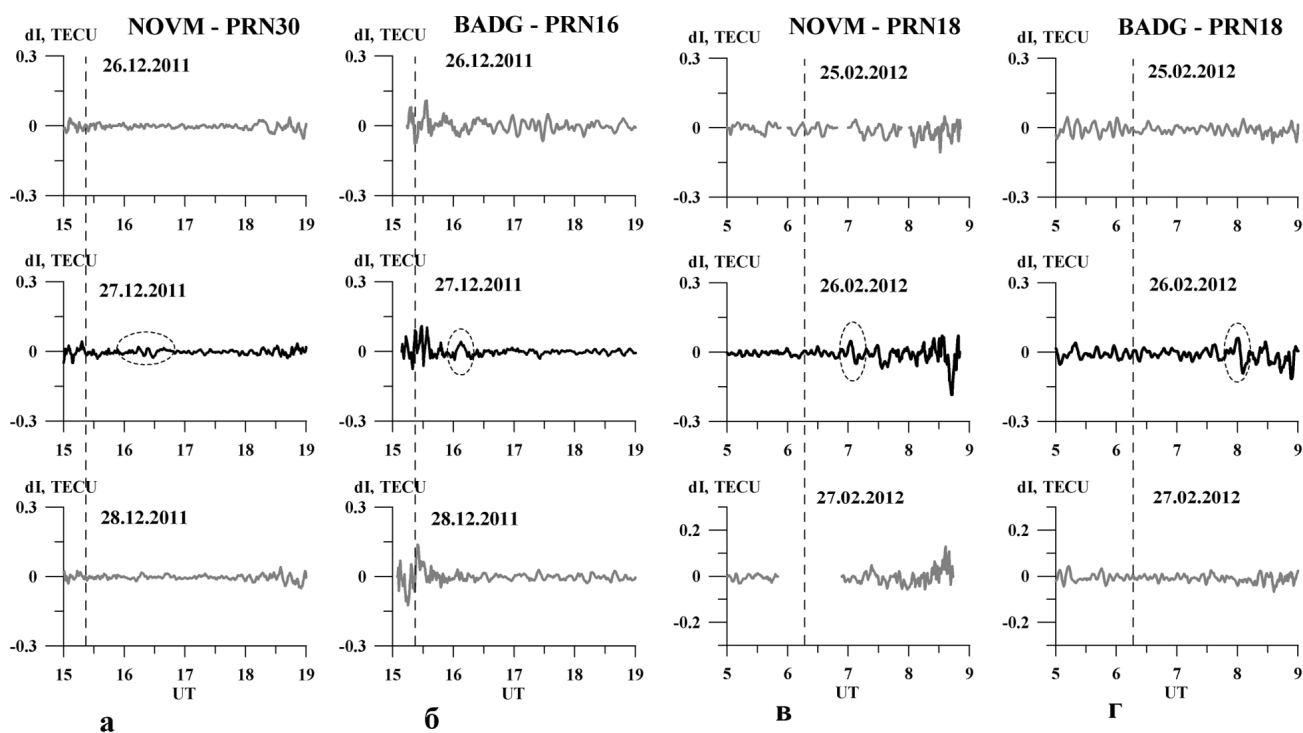 NOVM - PRN30
dI, TECU
26.12.2011
0.3
0
-0.3
15 16 17 18 19
dI, TECU
27.12.2011
0.3
0
-0.3
15 16 17 18 19
dI, TECU
28.12.2011
0.3
0
-0.3
15 16 17 18 19
UT
а
BADG - PRN16
dI, TECU
26.12.2011
0.3
0
-0.3
15 16 17 18 19
dI, TECU
27.12.2011
0.3
0
-0.3
15 16 17 18 19
dI, TECU
28.12.2011
0.3
0
-0.3
15 16 17 18 19
UT
б
NOVM - PRN18
dI, TECU
25.02.2012
0.3
0
-0.3
5 6 7 8 9
dI, TECU
26.02.2012
0.3
0
-0.3
5 6 7 8 9
dI, TECU
27.02.2012
0.2
0
-0.2
5 6 7 8 9
UT
в
BADG - PRN18
dI, TECU
25.02.2012
0.3
0
-0.3
5 6 7 8 9
dI, TECU
26.02.2012
0.3
0
-0.3
5 6 7 8 9
dI, TECU
27.02.2012
0.2
0
-0.2
5 6 7 8 9
UT
г